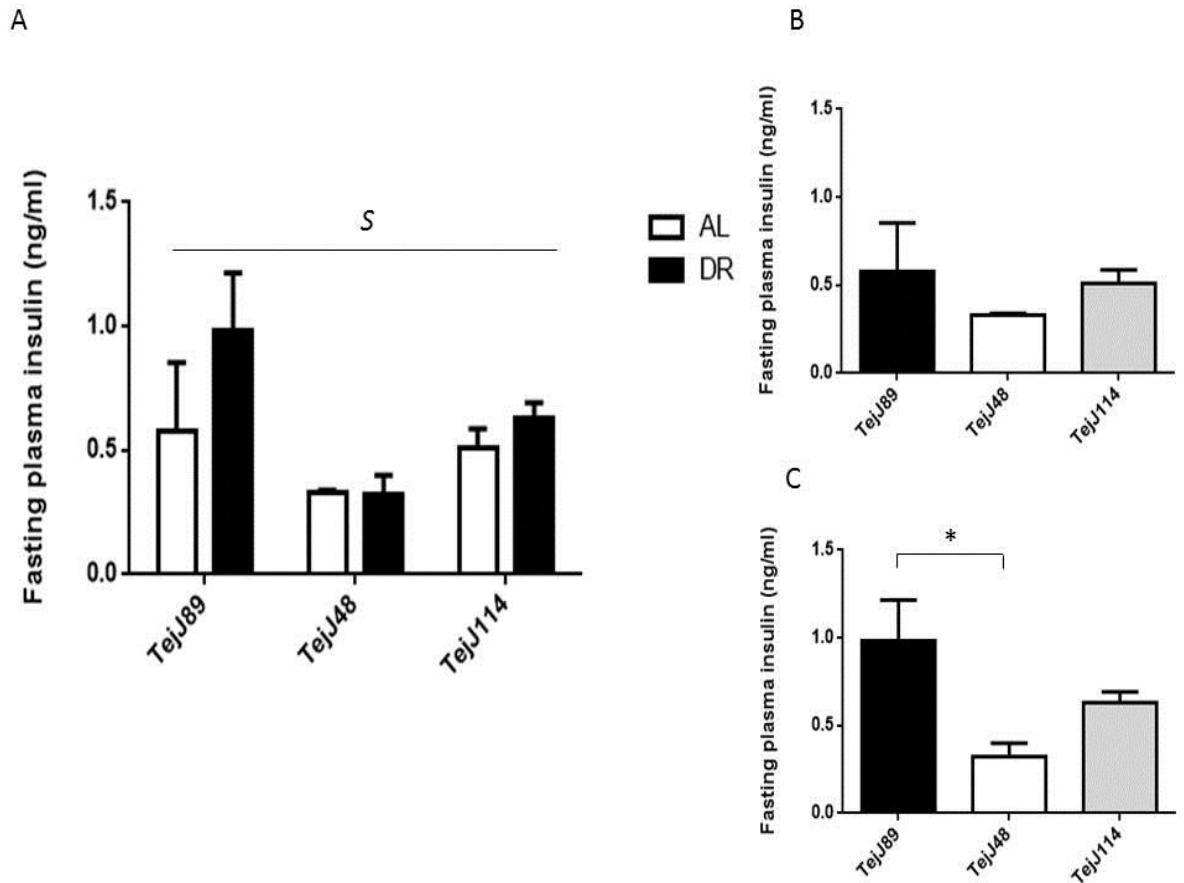 A
Fasting plasma insulin (ng/ml)
1.5
1.0
0.5
0.0
S
TejJ89
TejJ48
TejJ114
AL
DR
B
Fasting plasma insulin (ng/ml)
1.5
1.0
0.5
0.0
TejJ89
TejJ48
TejJ114
C
Fasting plasma insulin (ng/ml)
1.5
1.0
0.5
0.0
*
TejJ89
TejJ48
TejJ114